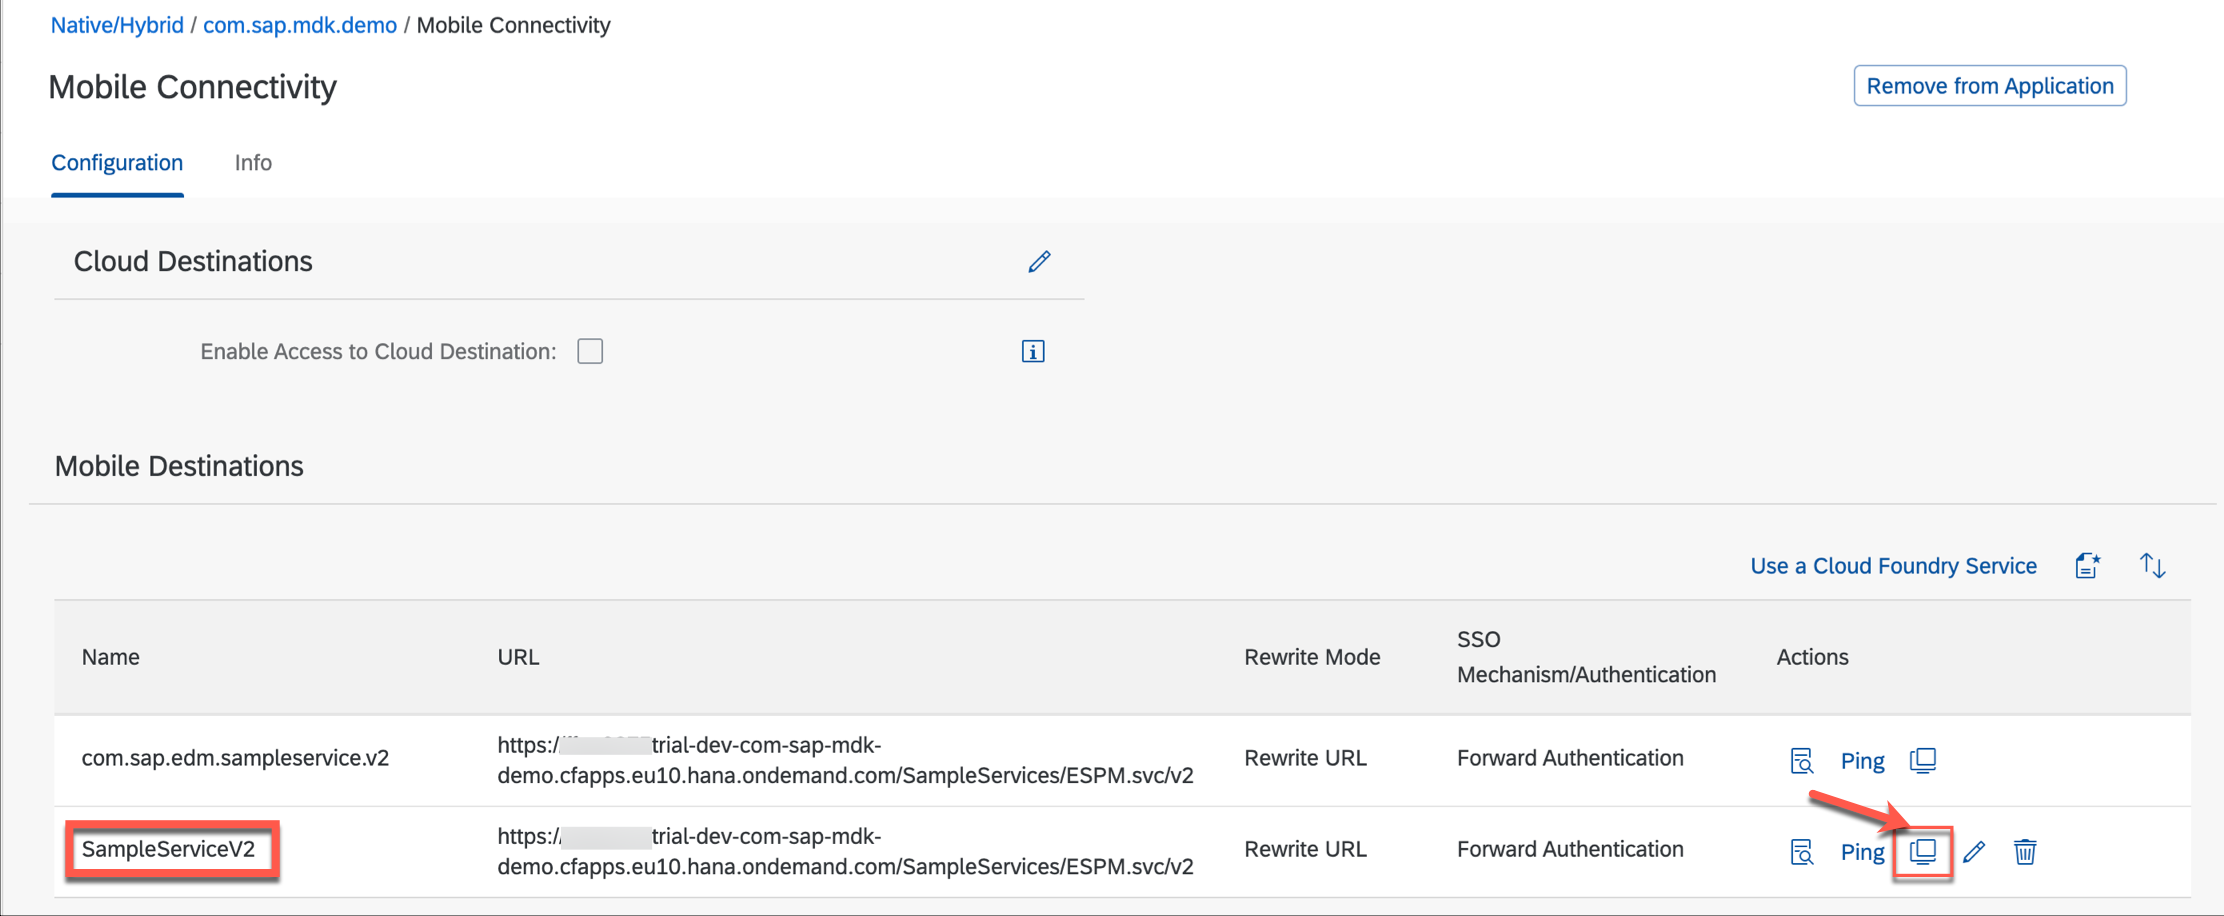 Native/Hybrid / com.sap.mdk.demo / Mobile Connectivity
Mobile Connectivity
Remove from Application
Configuration
Info
Cloud Destinations
Enable Access to Cloud Destination:
Mobile Destinations
Use a Cloud Foundry Service
Name
URL
Rewrite Mode
SSO
Mechanism/Authentication
Actions
com.sap.edm.sampleservice.v2
https:/ trial-dev-com-sap-mdk-
demo.cfapps.eu10.hana.ondemand.com/SampleServices/ESPM.svc/v2
Rewrite URL
Forward Authentication
Ping
SampleServiceV2
https:/ trial-dev-com-sap-mdk-
demo.cfapps.eu10.hana.ondemand.com/SampleServices/ESPM.svc/v2
Rewrite URL
Forward Authentication
Ping